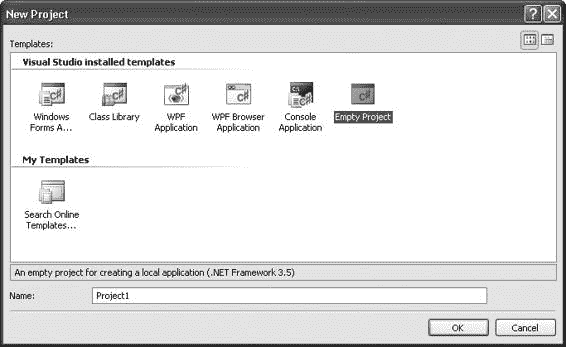 New Project
Templates:
Visual Studio installed templates
Windows Forms A...
Class Library
WPF Application
WPF Browser Application
Console Application
Empty Project
My Templates
Search Online Templates...
An empty project for creating a local application (.NET Framework 3.5)
Name:
Project1
OK
Cancel